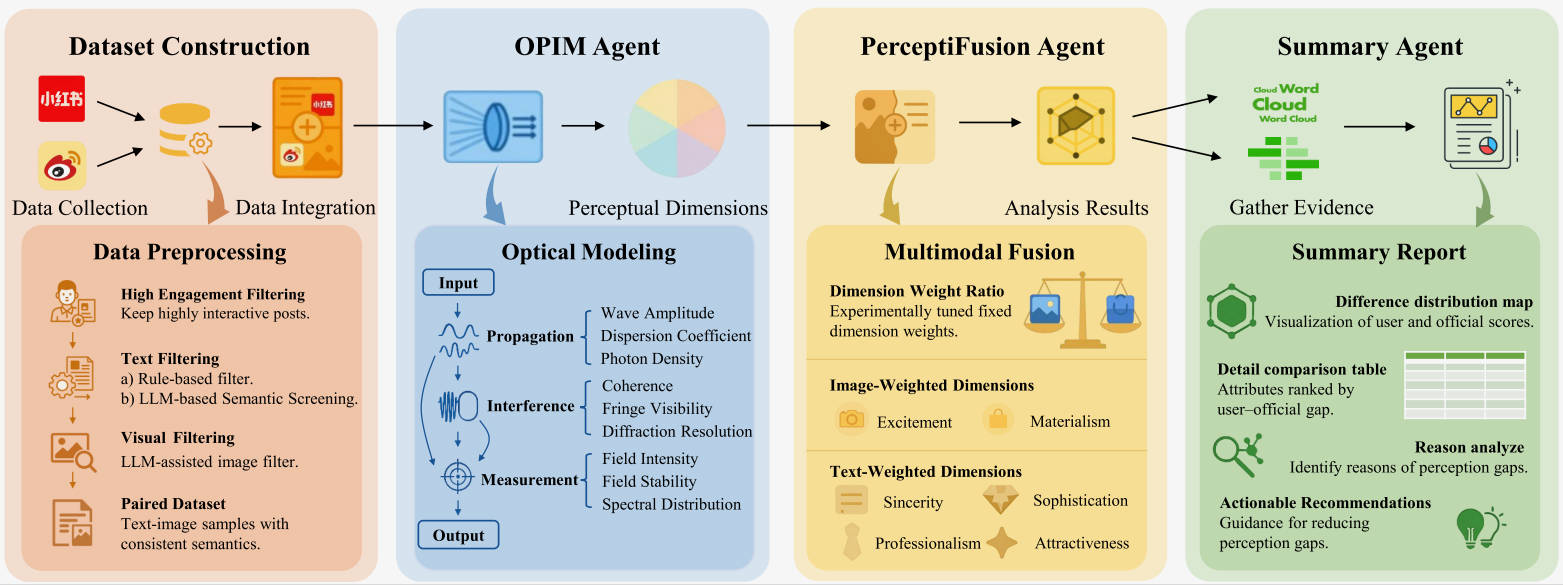 Dataset Construction
小红书
小红书
Data Collection
Data Integration
Data Preprocessing
High Engagement Filtering
Keep highly interactive posts.
Text Filtering
a) Rule-based filter.
b) LLM-based Semantic Screening.
Visual Filtering
LLM-assisted image filter.
Paired Dataset
Text-image samples with
consistent semantics.
OPIM Agent
Perceptual Dimensions
Optical Modeling
Input
Propagation
Wave Amplitude
Dispersion Coefficient
Photon Density
Interference
Coherence
Fringe Visibility
Diffraction Resolution
Measurement
Field Intensity
Field Stability
Spectral Distribution
Output
PerceptiFusion Agent
Analysis Results
Multimodal Fusion
Dimension Weight Ratio
Experimentally tuned fixed
dimension weights.
Image-Weighted Dimensions
Excitement
Materialism
Text-Weighted Dimensions
Sincerity
Sophistication
Professionalism
Attractiveness
Summary Agent
Cloud Word
Cloud
Word Cloud
Gather Evidence
Summary Report
Difference distribution map
Visualization of user and official scores.
Detail comparison table
Attributes ranked by
user–official gap.
Reason analyze
Identify reasons of perception gaps.
Actionable Recommendations
Guidance for reducing
perception gaps.